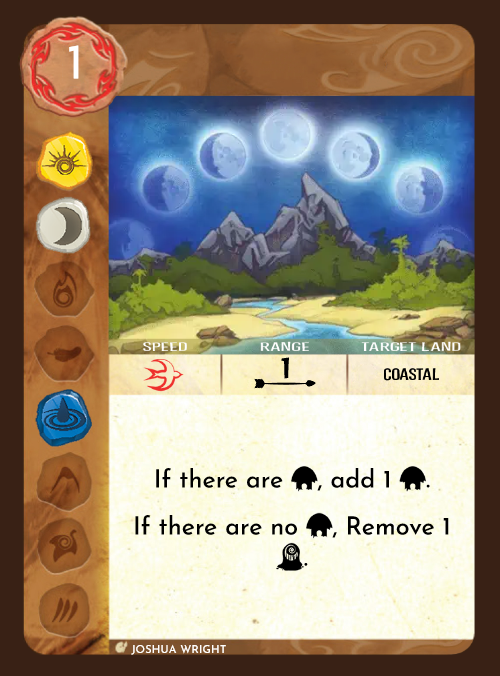 1
SPEED RANGE TARGET LAND
1 COASTAL
If there are , add 1 .
If there are no , Remove 1
.
JOSHUA WRIGHT